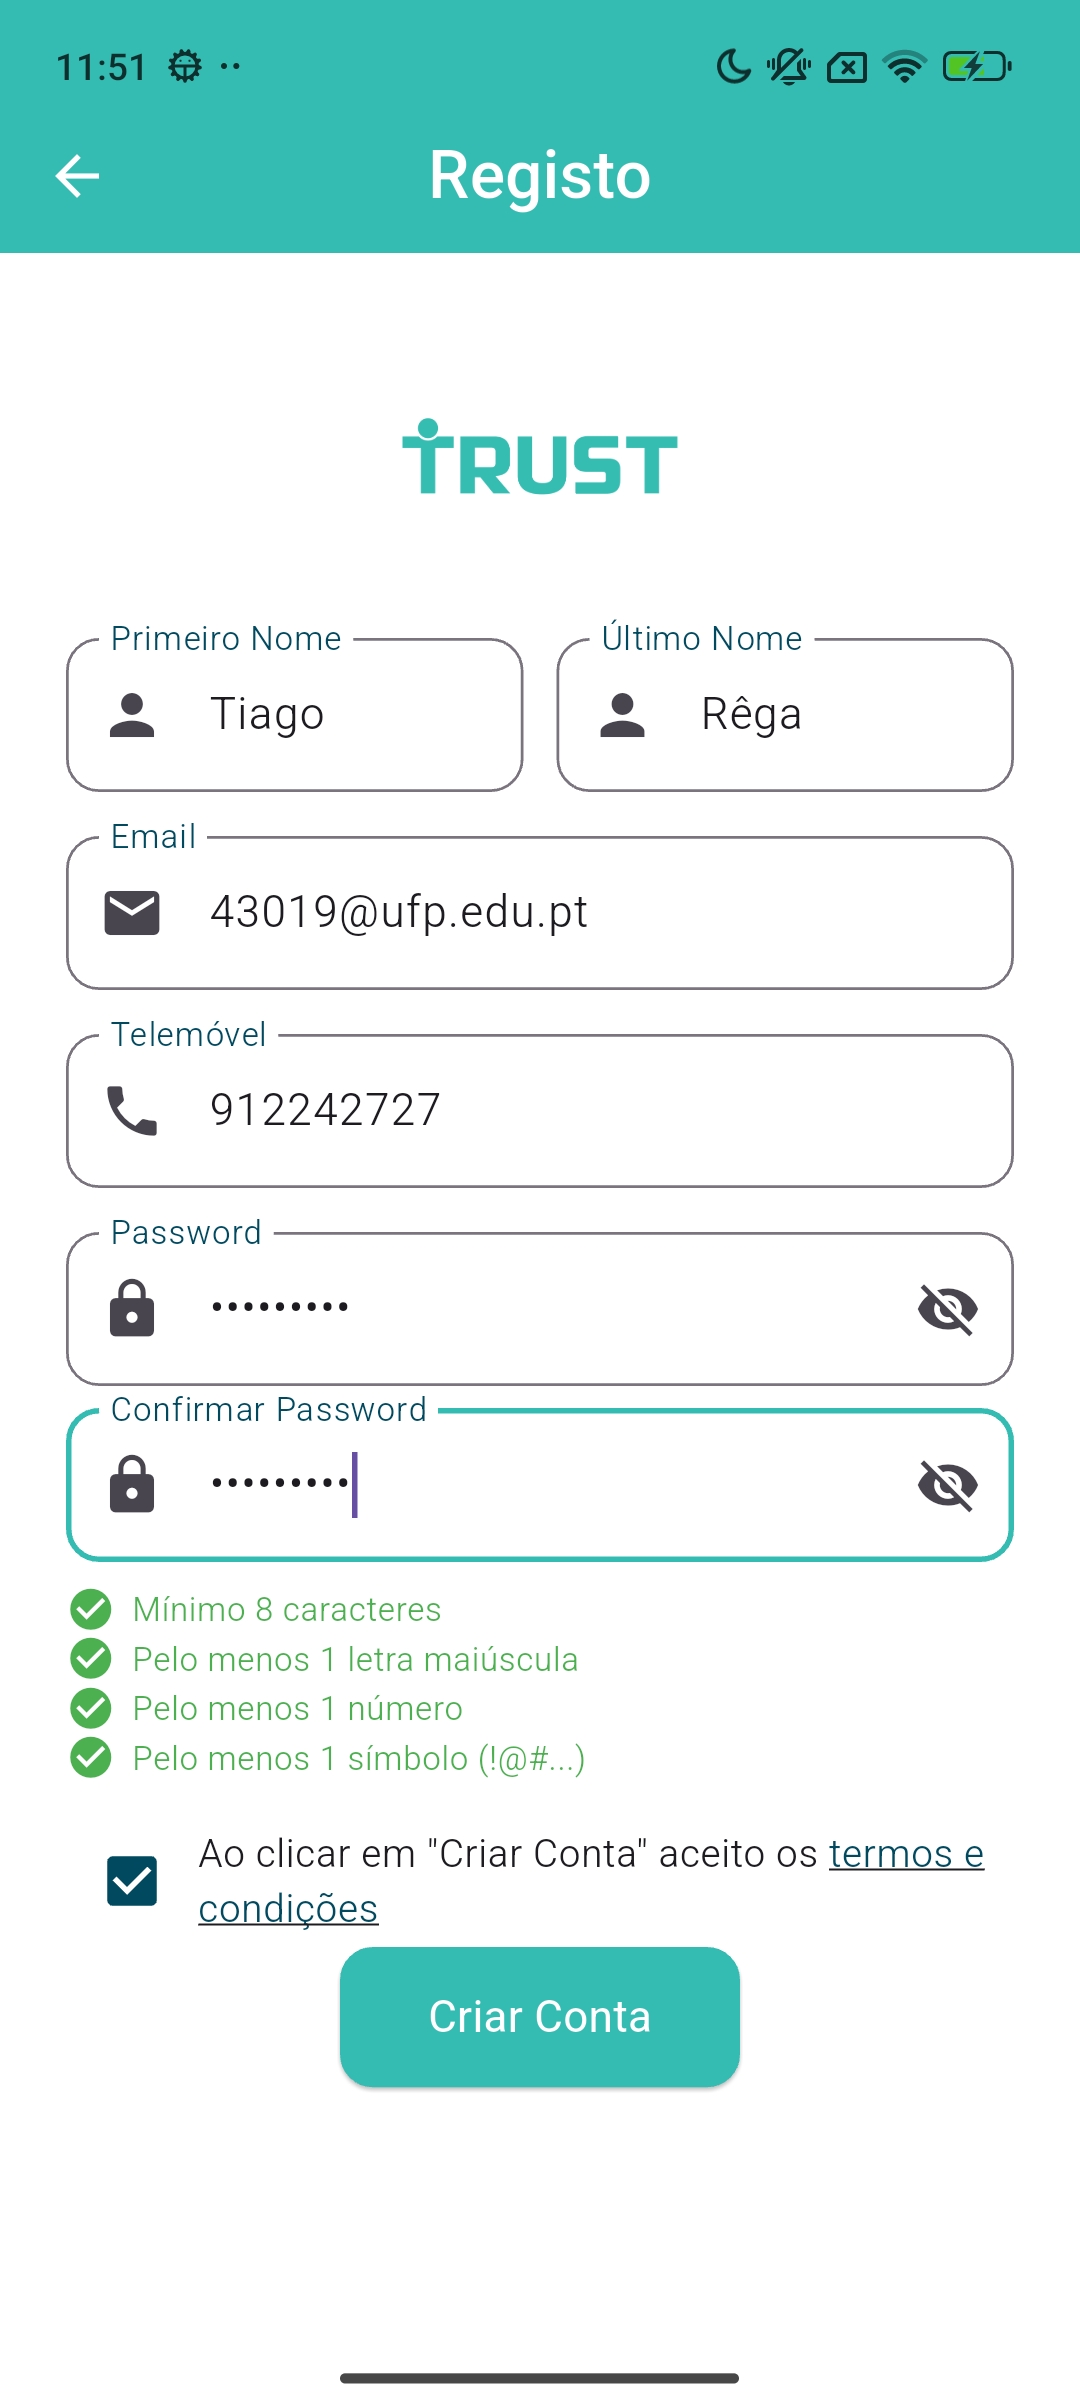 11:51
Registo
TRUST
Primeiro Nome
Último Nome
Tiago
Rêga
Email
43019@ufp.edu.pt
Telemóvel
912242727
Password
•••••••••
Confirmar Password
•••••••••
Mínimo 8 caracteres
Pelo menos 1 letra maiúscula
Pelo menos 1 número
Pelo menos 1 símbolo (!@#...)
Ao clicar em "Criar Conta" aceito os termos e
condições
Criar Conta